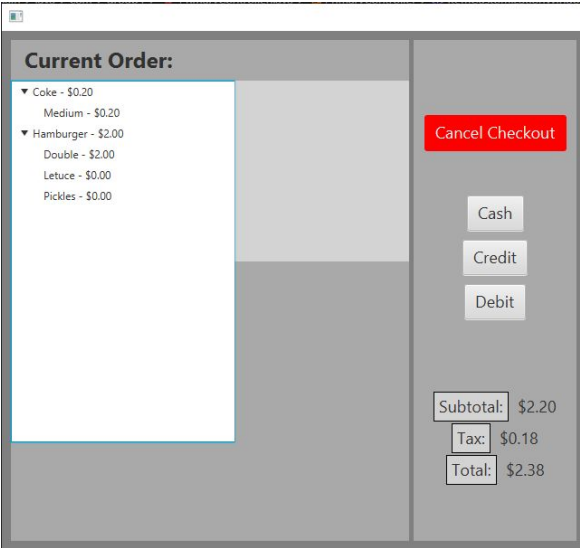 Current Order:
Coke - $0.20
Medium - $0.20
Hamburger - $2.00
Double - $2.00
Letuce - $0.00
Pickles - $0.00
Cancel Checkout
Cash
Credit
Debit
Subtotal: $2.20
Tax: $0.18
Total: $2.38